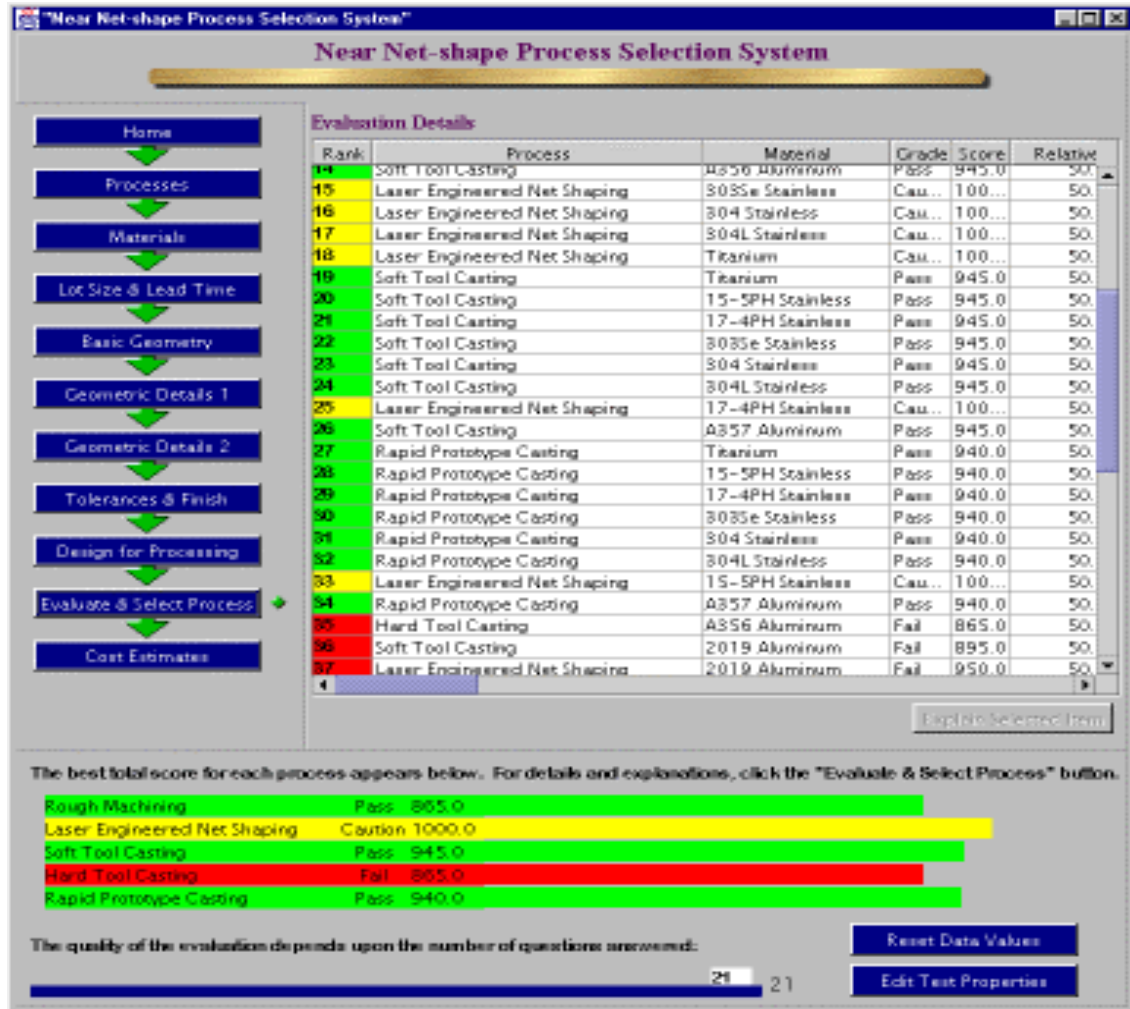 "Near Net-shape Process Selection System"
Near Net-shape Process Selection System
Home
Processes
Materials
Lot Size & Lead Time
Basic Geometry
Geometric Details 1
Geometric Details 2
Tolerances & Finish
Design for Processing
Evaluate & Select Process
Cost Estimates
Evaluation Details
Rank Process Material Grade Score Relative
14 Soft Tool Casting A356 Aluminum Pass 945.0 50.
15 Laser Engineered Net Shaping 303Se Stainless Cau... 100... 50.
16 Laser Engineered Net Shaping 304 Stainless Cau... 100... 50.
17 Laser Engineered Net Shaping 304L Stainless Cau... 100... 50.
18 Laser Engineered Net Shaping Titanium Cau... 100... 50.
19 Soft Tool Casting Titanium Pass 945.0 50.
20 Soft Tool Casting 15-5PH Stainless Pass 945.0 50.
21 Soft Tool Casting 17-4PH Stainless Pass 945.0 50.
22 Soft Tool Casting 303Se Stainless Pass 945.0 50.
23 Soft Tool Casting 304 Stainless Pass 945.0 50.
24 Soft Tool Casting 304L Stainless Pass 945.0 50.
25 Laser Engineered Net Shaping 17-4PH Stainless Cau... 100... 50.
26 Soft Tool Casting A357 Aluminum Pass 945.0 50.
27 Rapid Prototype Casting Titanium Pass 940.0 50.
28 Rapid Prototype Casting 15-5PH Stainless Pass 940.0 50.
29 Rapid Prototype Casting 17-4PH Stainless Pass 940.0 50.
30 Rapid Prototype Casting 303Se Stainless Pass 940.0 50.
31 Rapid Prototype Casting 304 Stainless Pass 940.0 50.
32 Rapid Prototype Casting 304L Stainless Pass 940.0 50.
33 Laser Engineered Net Shaping 15-5PH Stainless Cau... 100... 50.
34 Rapid Prototype Casting A357 Aluminum Pass 940.0 50.
35 Hard Tool Casting A356 Aluminum Fail 865.0 50.
36 Soft Tool Casting 2019 Aluminum Fail 895.0 50.
37 Laser Engineered Net Shaping 2019 Aluminum Fail 950.0 50.
Explain Selected Item
The best total score for each process appears below. For details and explanations, click the "Evaluate & Select Process" button.
Rough Machining Pass 865.0
Laser Engineered Net Shaping Caution 1000.0
Soft Tool Casting Pass 945.0
Hard Tool Casting Fail 865.0
Rapid Prototype Casting Pass 940.0
The quality of the evaluation depends upon the number of questions answered:
21 21
Reset Data Values
Edit Text Properties